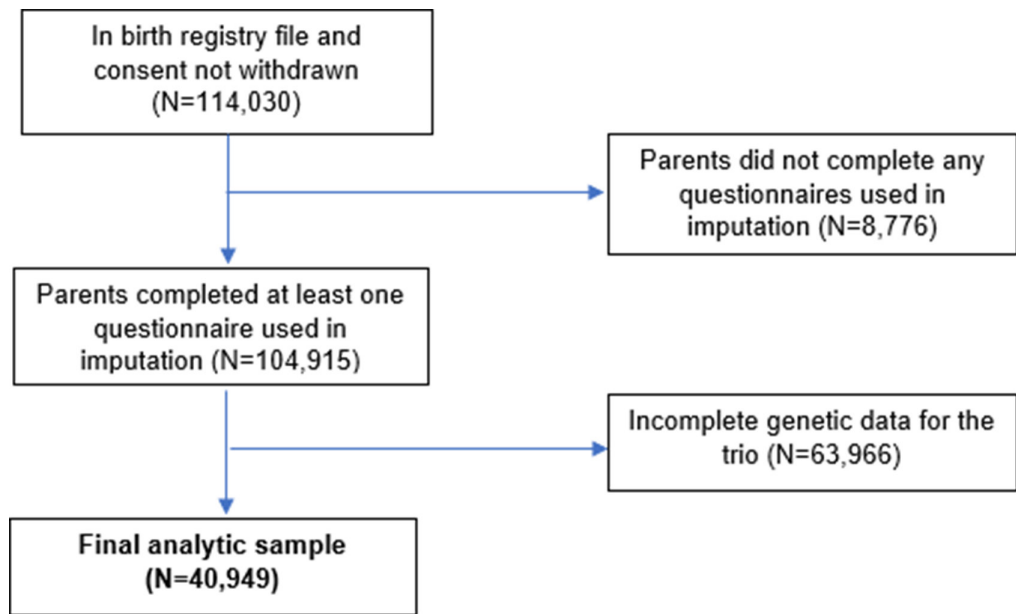 In birth registry file and
consent not withdrawn
(N=114,030)
Parents did not complete any
questionnaires used in
imputation (N=8,776)
Parents completed at least one
questionnaire used in
imputation (N=104,915)
Incomplete genetic data for the
trio (N=63,966)
Final analytic sample
(N=40,949)